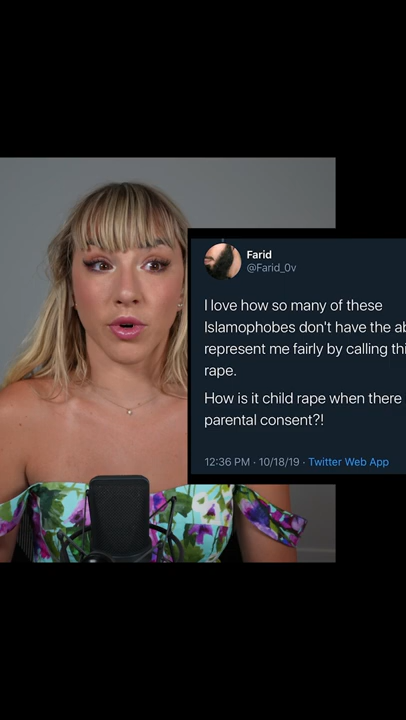 Farid
@Farid_0v
I love how so many of these
Islamophobes don't have the
represent me fairly by calling
rape.
How is it child rape when there
parental consent?!
12:36 PM · 10/18/19 · Twitter Web App